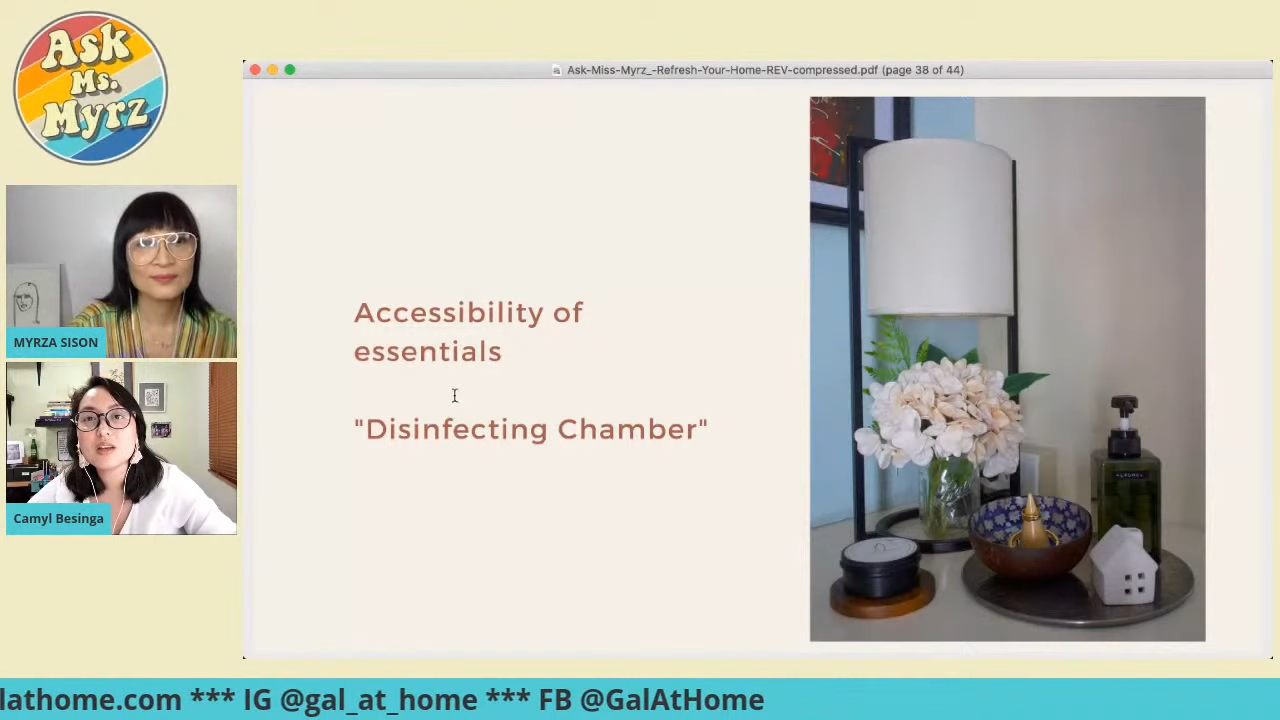 Ask
Ms.
Myrz
Ask-Miss-Myrz_-Refresh-Your-Home-REV-compressed.pdf (page 38 of 44)
MYRZA SISON
Camyl Besinga
Accessibility of
essentials
"Disinfecting Chamber"
lathome.com *** IG @gal_at_home *** FB @GalAtHome